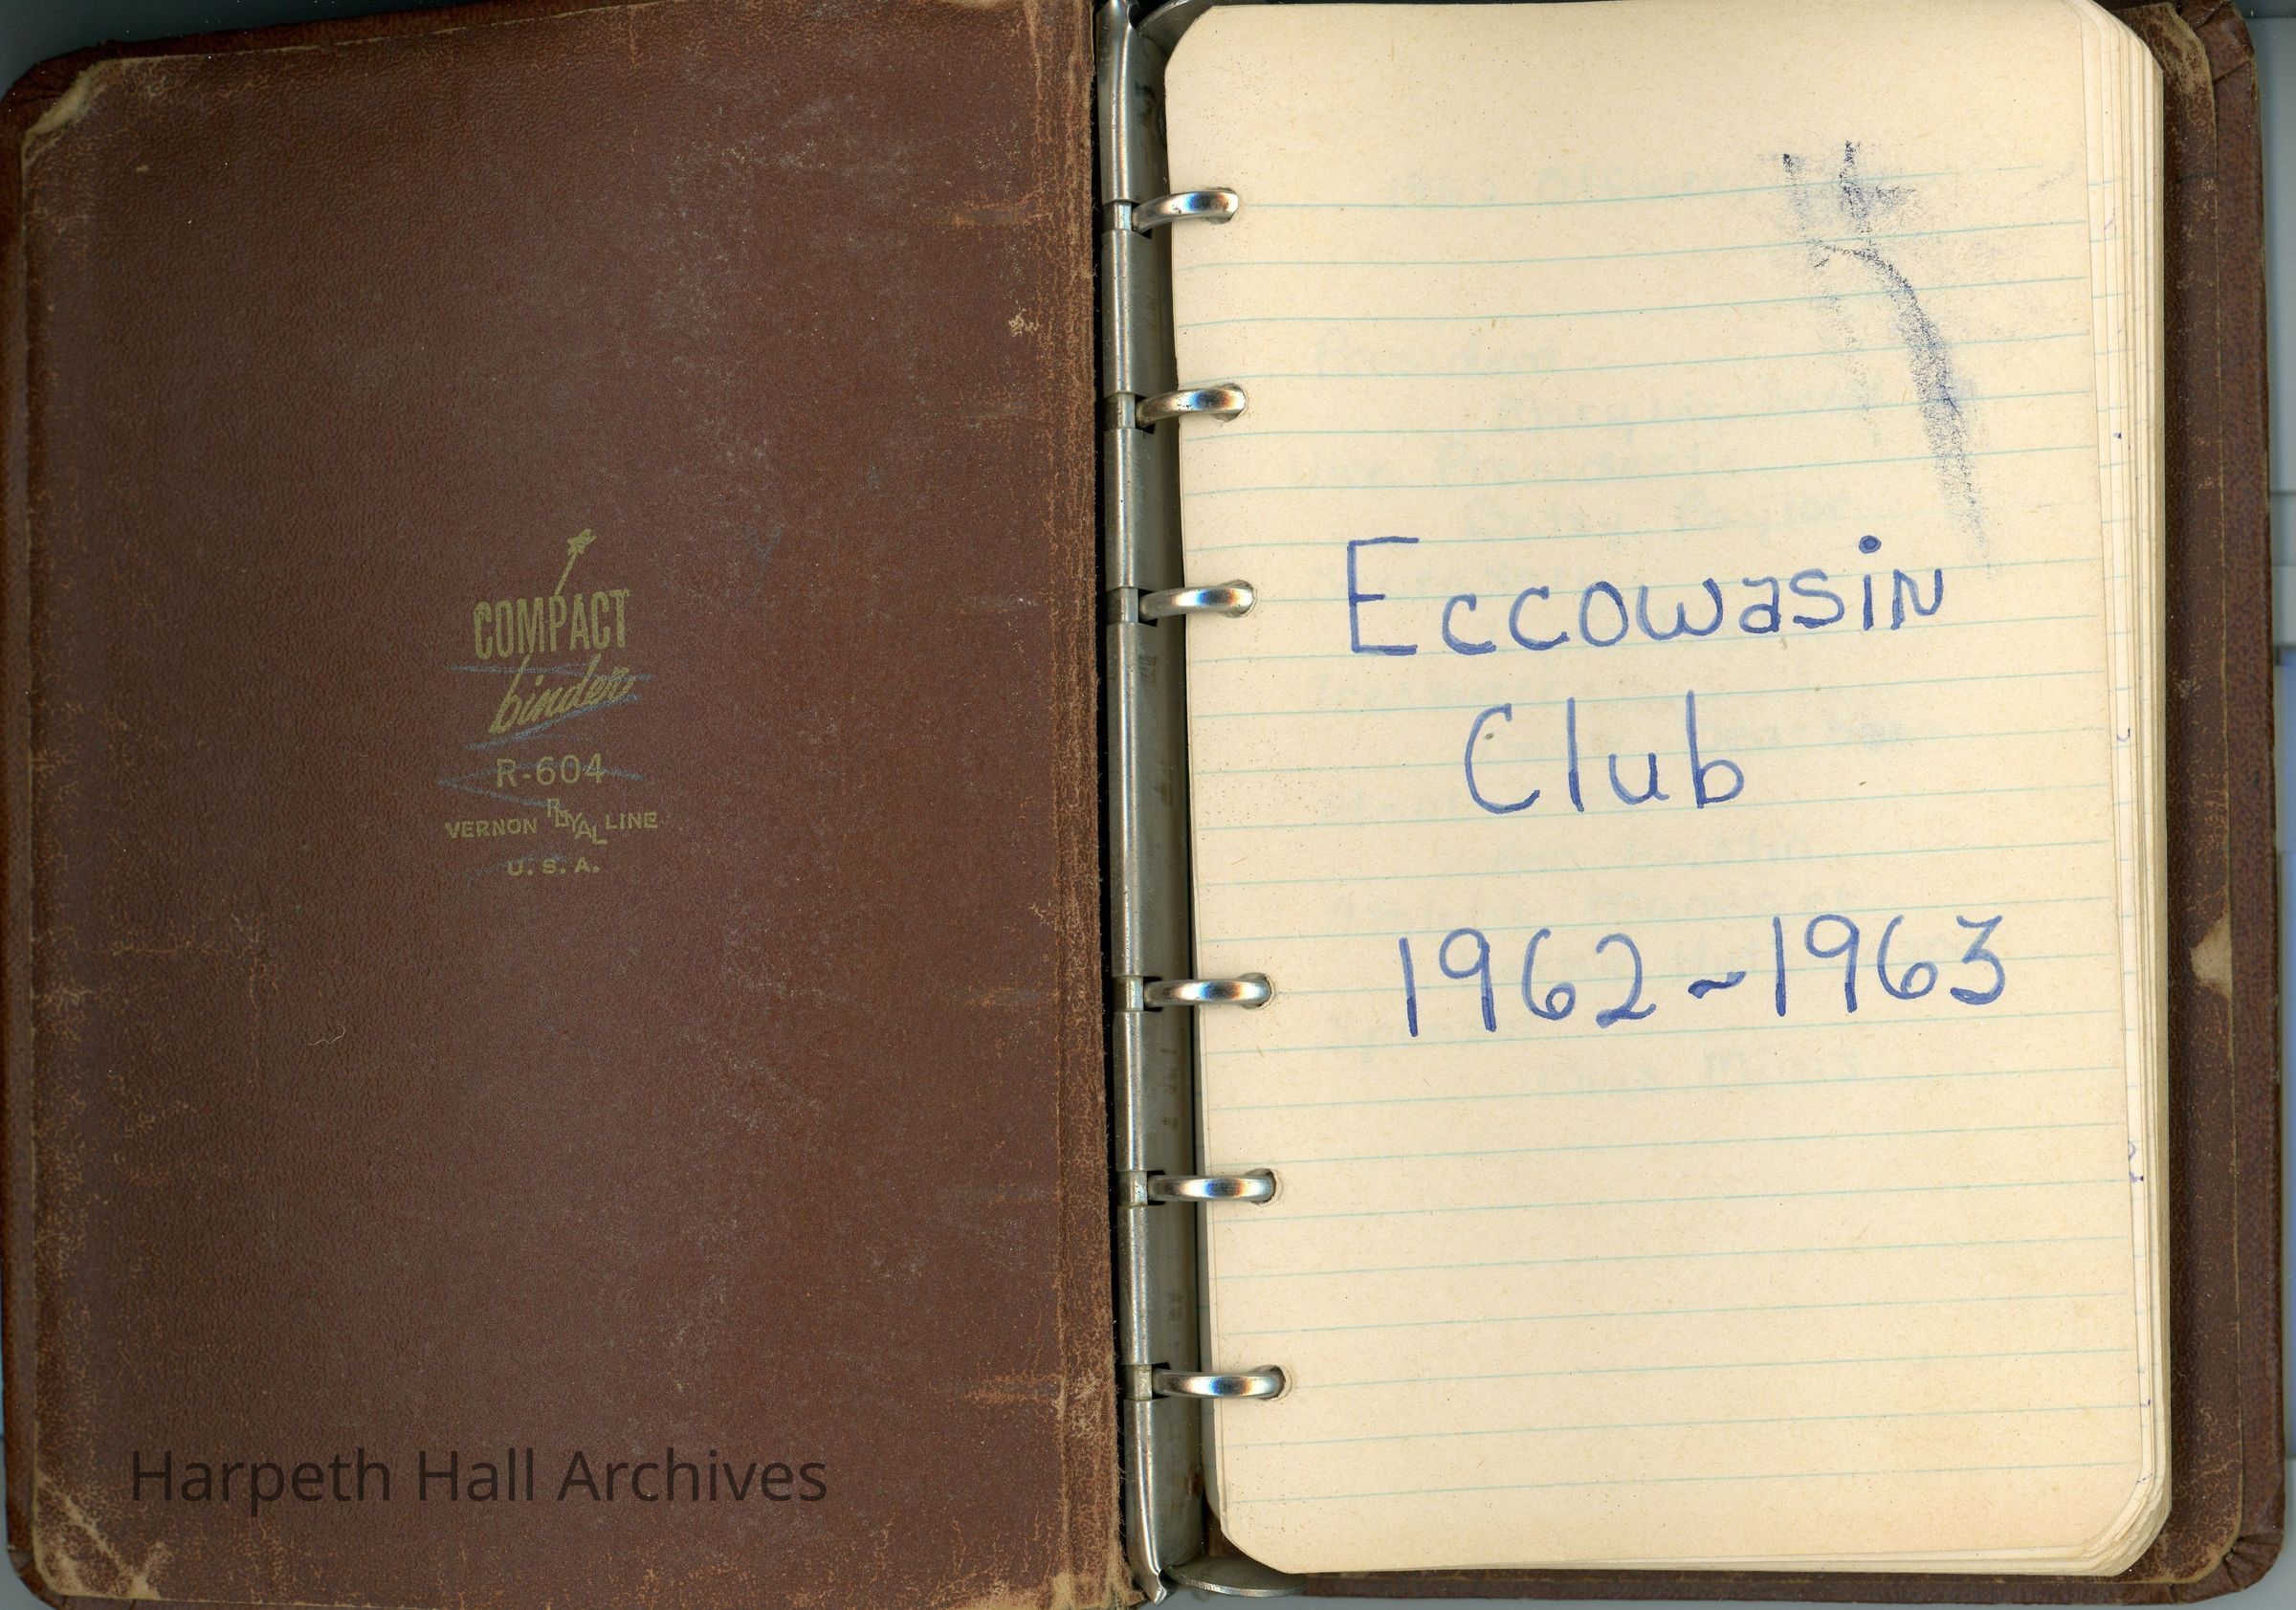 COMPACT
binder
R-604
VERNON ROYAL LINE
U. S. A.
Harpeth Hall Archives
Eccowasin
Club
1962~1963